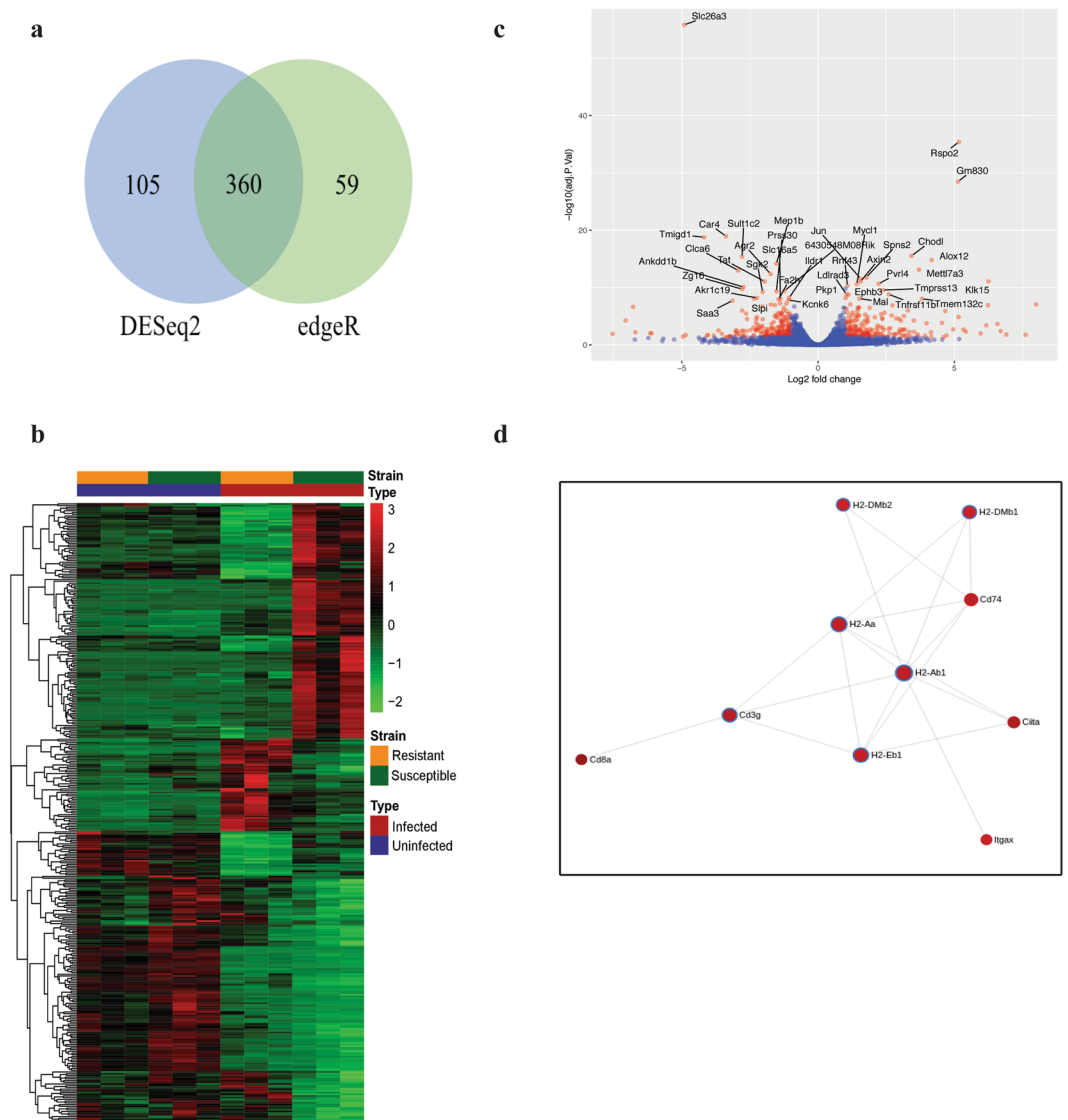 a
105
360
59
DESeq2
edgeR
c
Slc26a3
40
Rspo2
Gm830
−log10(adj.P.Val)
20
Mep1b
Sult1c2
Car4
Prss30
Jun
Mycl1
Tmigd1
Agr2
Slc16a5
6430548M08Rik
Spns2
Chodl
Clca6
Ildr1
Rnf43
Axin2
Alox12
Ankdd1b
Tat
Sgk2
Fa2h
Ldlrad3
Pvrl4
Mettl7a3
Zg16
Akr1c19
Pkp1
Ephb3
Tmprss13
Klk15
Saa3
Slpi
Kcnk6
Mal
Tnfrsf11b
Tmem132c
0
−5
0
5
Log2 fold change
b
Strain
Type
3
2
1
0
−1
−2
Strain
Resistant
Susceptible
Type
Infected
Uninfected
d
H2-DMb2
H2-DMb1
Cd74
H2-Aa
H2-Ab1
Cd3g
Ciita
H2-Eb1
Cd8a
Itgax